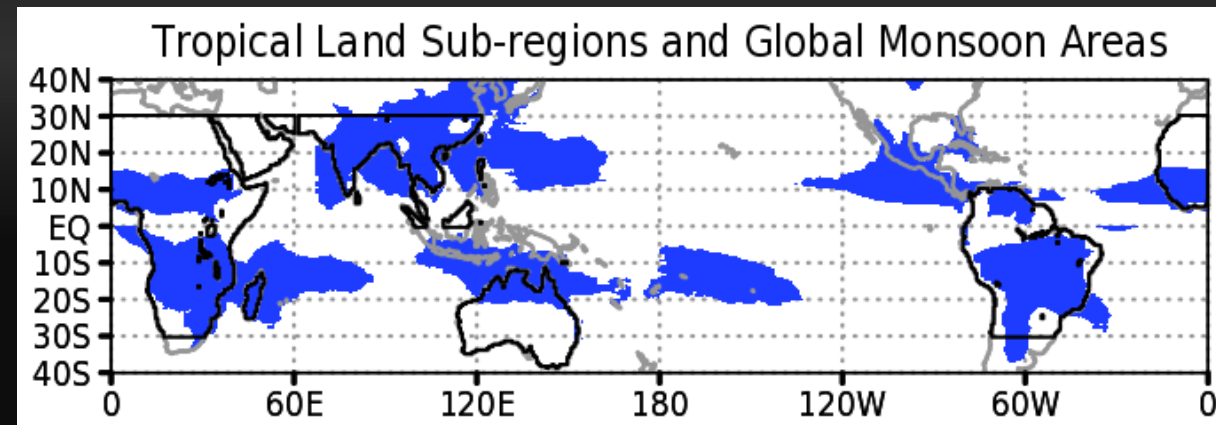 Tropical Land Sub-regions and Global Monsoon Areas
40N
30N
20N
10N
EQ
10S
20S
30S
40S
0 60E 120E 180 120W 60W 0